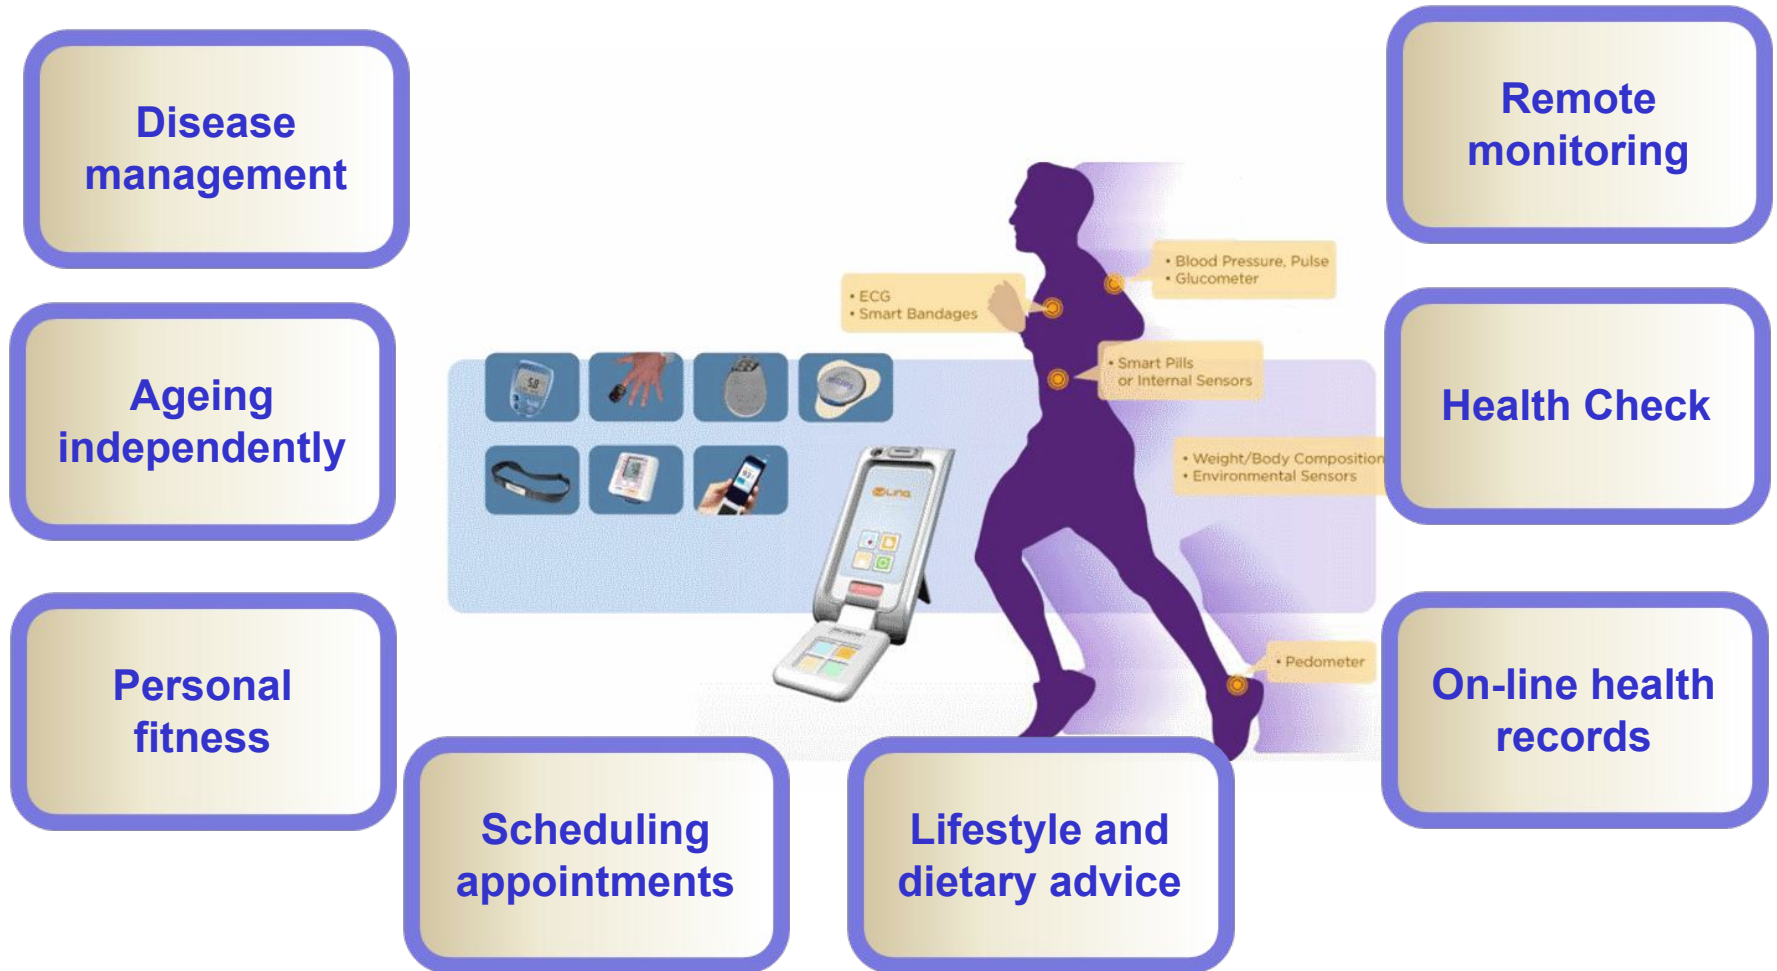 Disease
management
Remote
monitoring
• Blood Pressure, Pulse
• Glucometer
• ECG
• Smart Bandages
• Smart Pills
or Internal Sensors
Ageing
independently
Health Check
• Weight/Body Composition
• Environmental Sensors
Personal
fitness
• Pedometer
On-line health
records
Scheduling
appointments
Lifestyle and
dietary advice